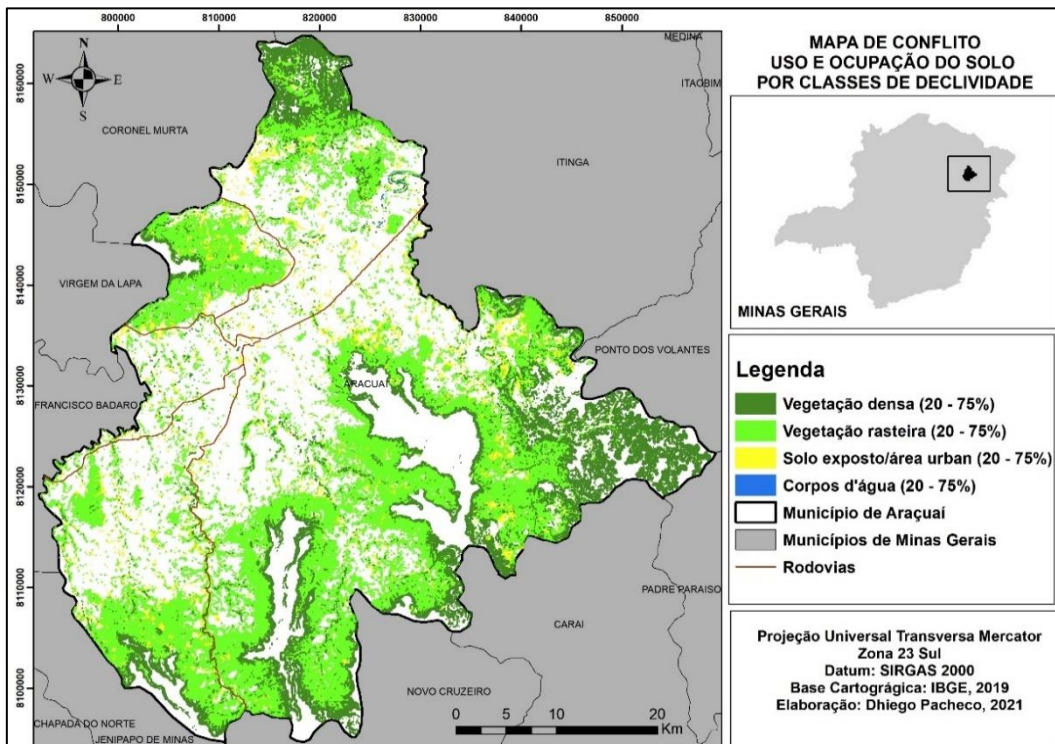 800000
810000
820000
830000
840000
850000
8160000
8150000
8140000
8130000
8120000
8110000
8100000
N
W
E
S
MEDINA
ITAOBIM
CORONEL MURTA
ITINGA
VIRGEM DA LAPA
PONTO DOS VOLANTES
ARACUAI
FRANCISCO BADARO
PADRE PARAISO
CARAI
NOVO CRUZEIRO
CHAPADA DO NORTE
JENIPAPO DE MINAS
0 5 10 20
Km
MAPA DE CONFLITO
USO E OCUPAÇÃO DO SOLO
POR CLASSES DE DECLIVIDADE
MINAS GERAIS
Legenda
Vegetação densa (20 - 75%)
Vegetação rasteira (20 - 75%)
Solo exposto/área urban (20 - 75%)
Corpos d'água (20 - 75%)
Município de Araçuaí
Municípios de Minas Gerais
Rodovias
Projeção Universal Transversa Mercator
Zona 23 Sul
Datum: SIRGAS 2000
Base Cartográgica: IBGE, 2019
Elaboração: Dhiego Pacheco, 2021